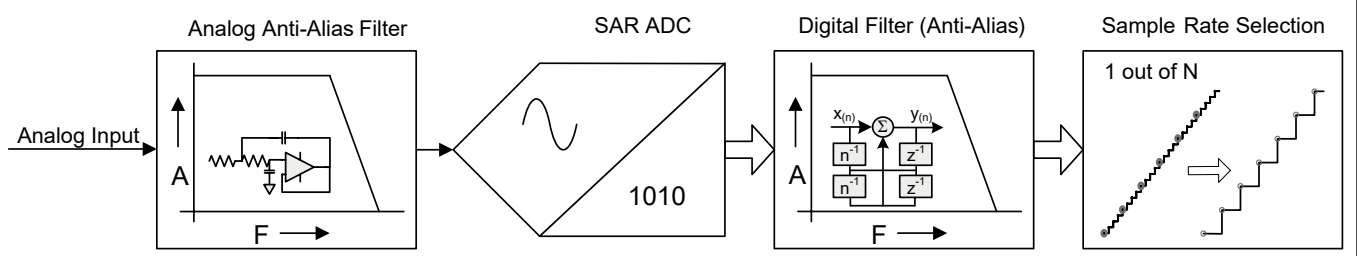 Analog Anti-Alias Filter
SAR ADC
Digital Filter (Anti-Alias)
Sample Rate Selection
Analog Input
A
F
1010
x(n)
y(n)
Σ
n-1
z-1
n-1
z-1
A
F
1 out of N